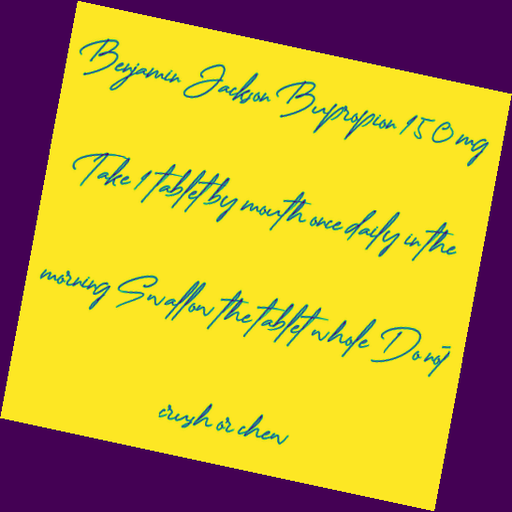 Benjamin Jackson Bupropion 150 mg
Take 1 tablet by mouth once daily in the
morning Swallow the tablet whole Do not
crush or chew